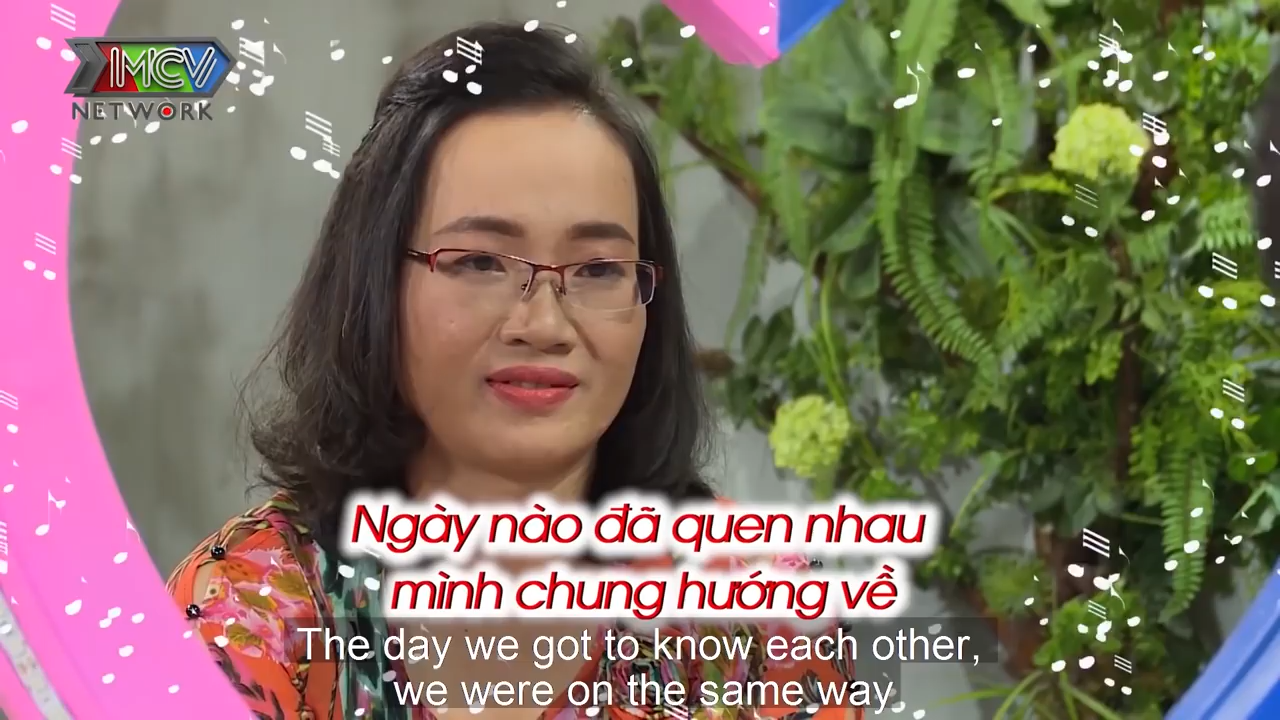 MCV
NETWORK
Ngày nào đã quen nhau
mình chung hướng về
The day we got to know each other,
we were on the same way